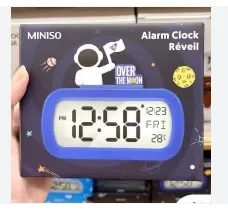 MINISO
Alarm Clock
Réveil
OVER
THE MOON
PM 12:58 12:23
FRI
28°C